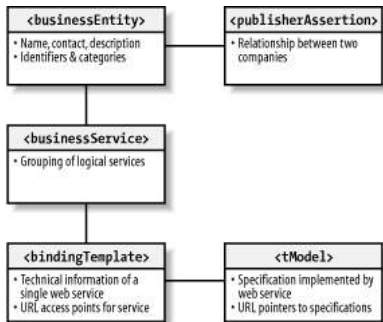 <businessEntity>
• Name, contact, description
• Identifiers & categories
<publisherAssertion>
• Relationship between two
companies
<businessService>
• Grouping of logical services
<bindingTemplate>
• Technical information of a
single web service
• URL access points for service
<tModel>
• Specification implemented by
web service
• URL pointers to specifications